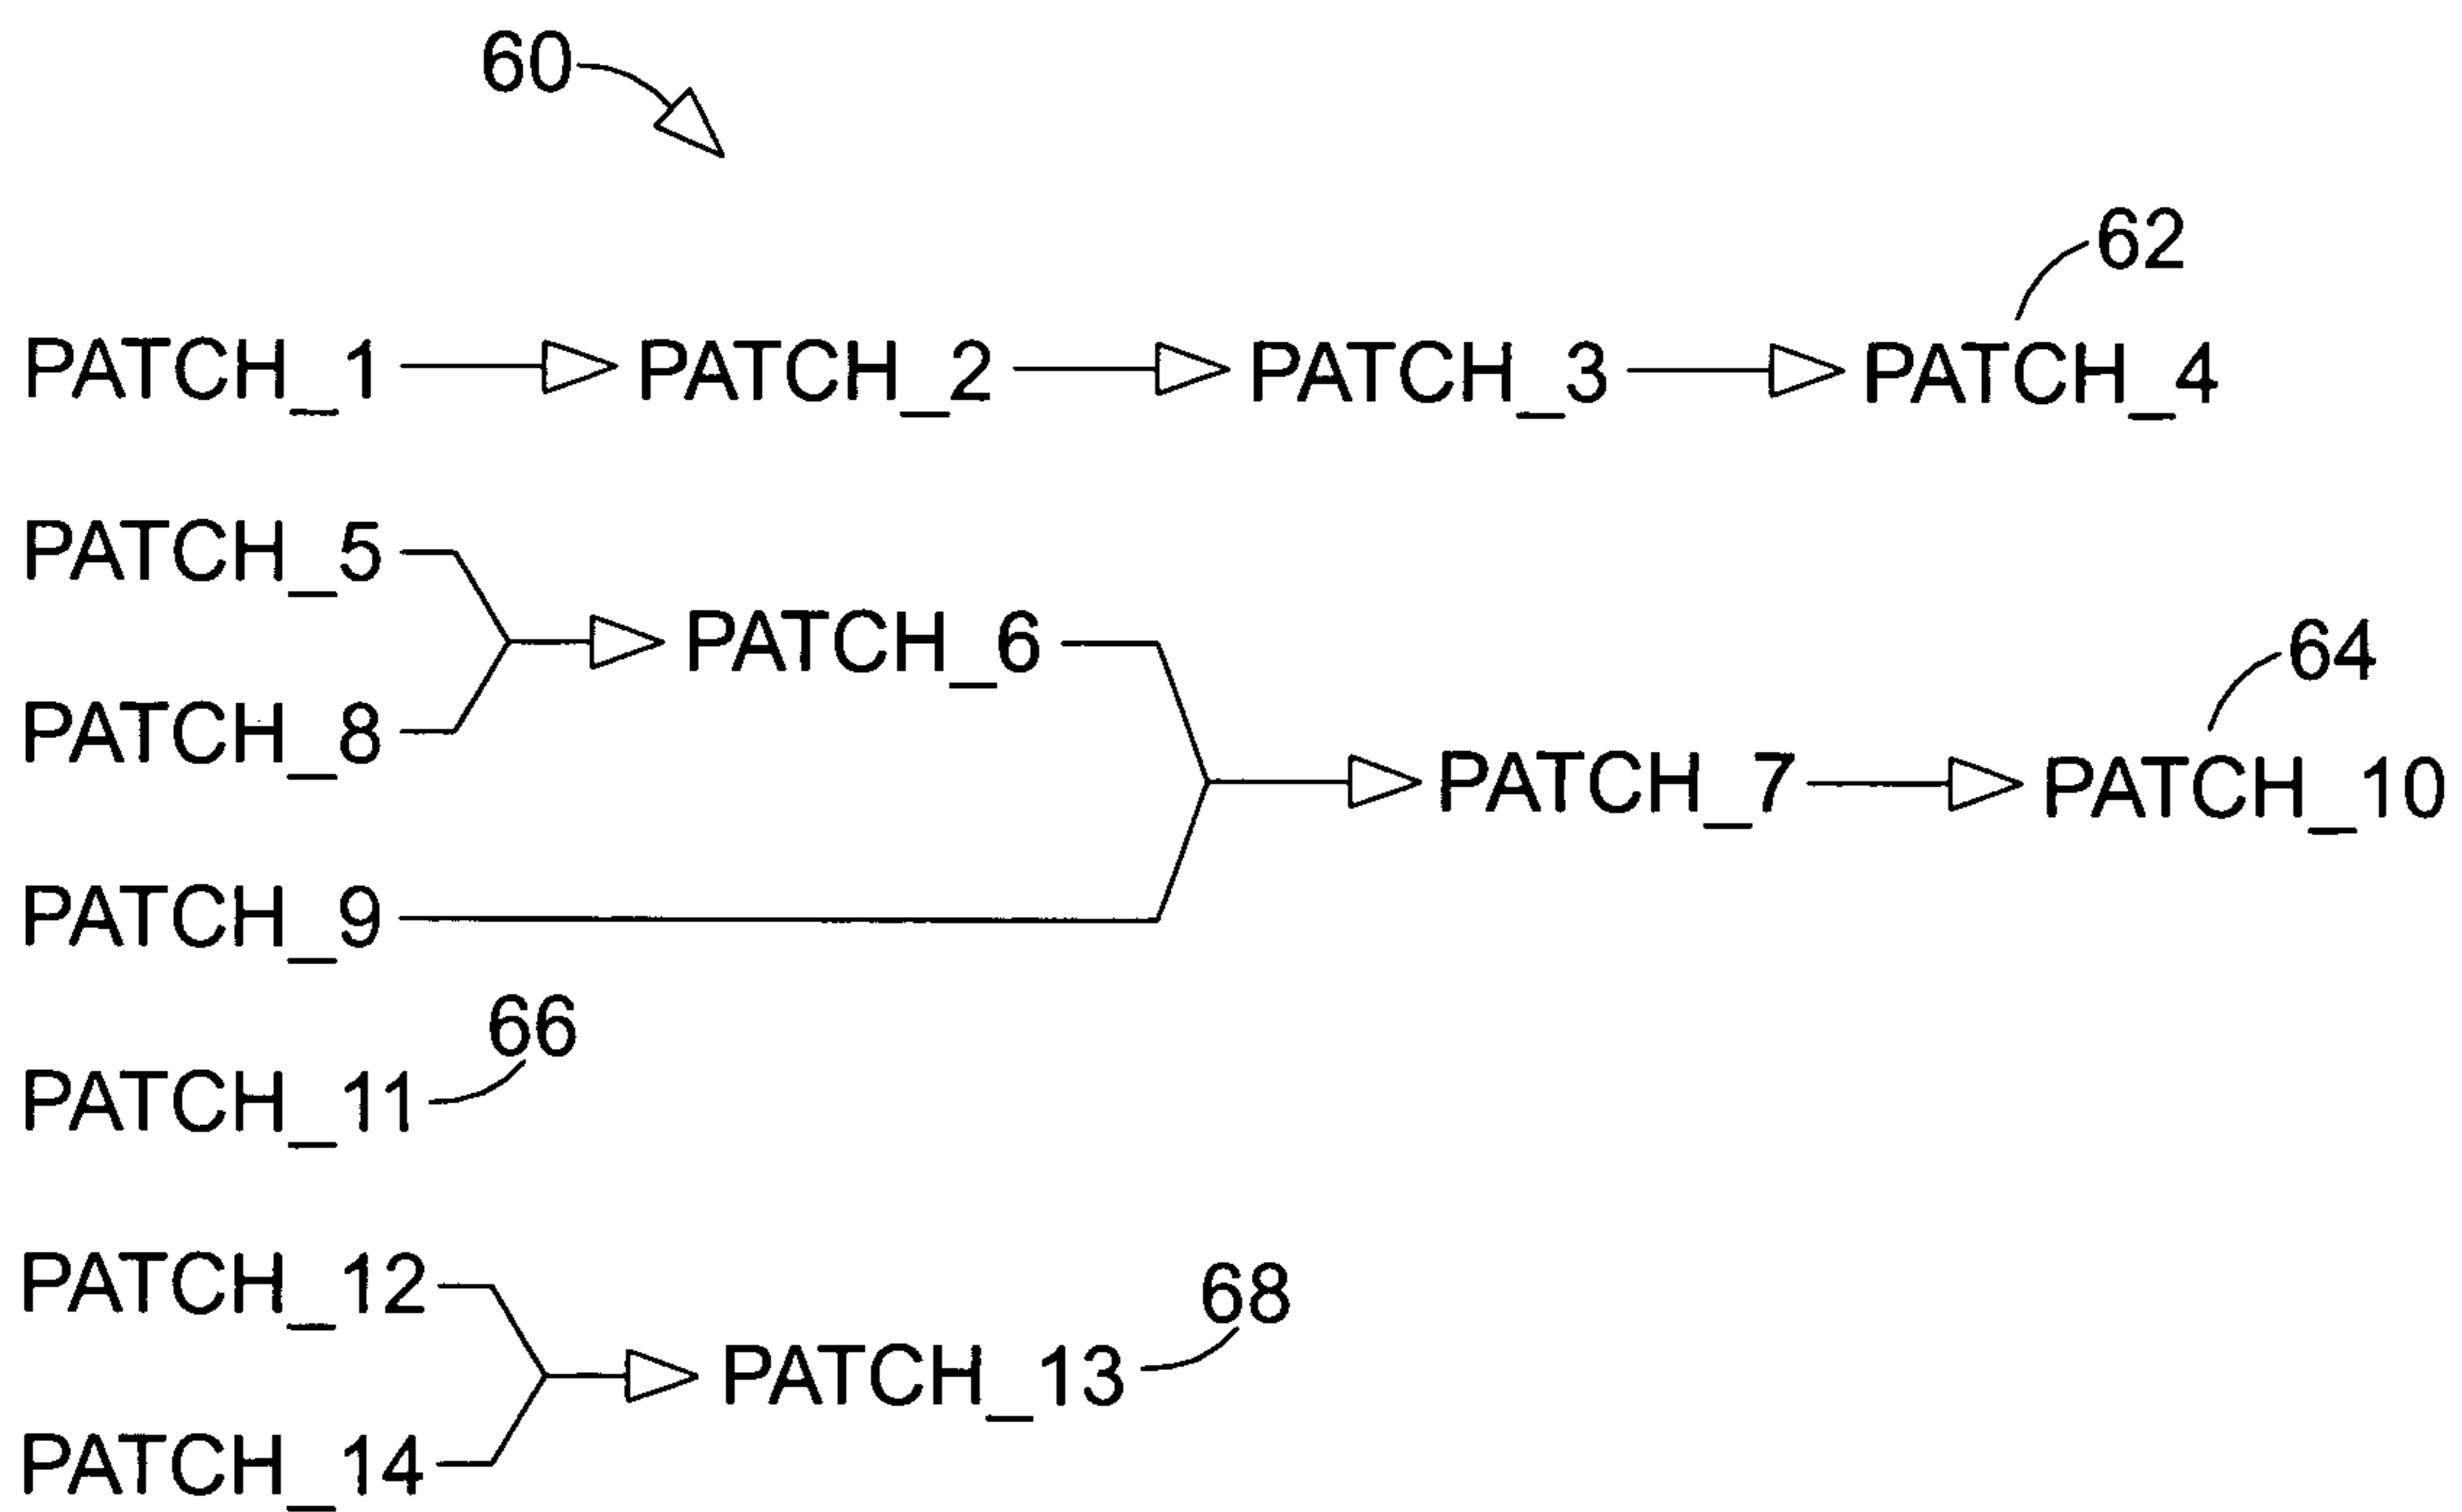 60
62
PATCH_1 PATCH_2 PATCH_3 PATCH_4
PATCH_5
PATCH_6
64
PATCH_8
PATCH_7 PATCH_10
PATCH_9
66
PATCH_11
PATCH_12
68
PATCH_13
PATCH_14